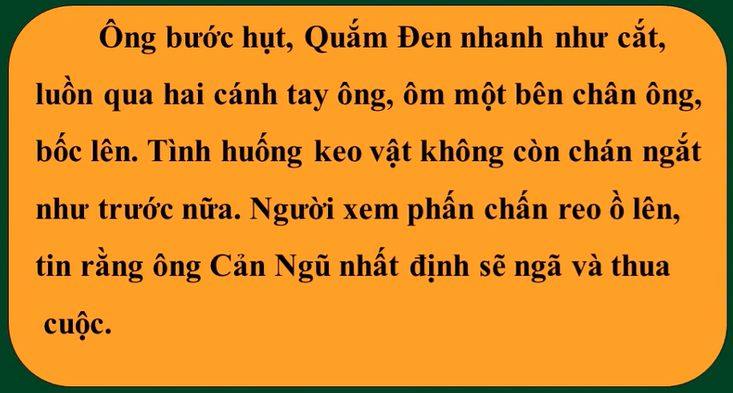 Ông bước hụt, Quắm Đen nhanh như cắt,
luồn qua hai cánh tay ông, ôm một bên chân ông,
bốc lên. Tình huống keo vật không còn chán ngắt
như trước nữa. Người xem phấn chấn reo ồ lên,
tin rằng ông Cản Ngũ nhất định sẽ ngã và thua
cuộc.